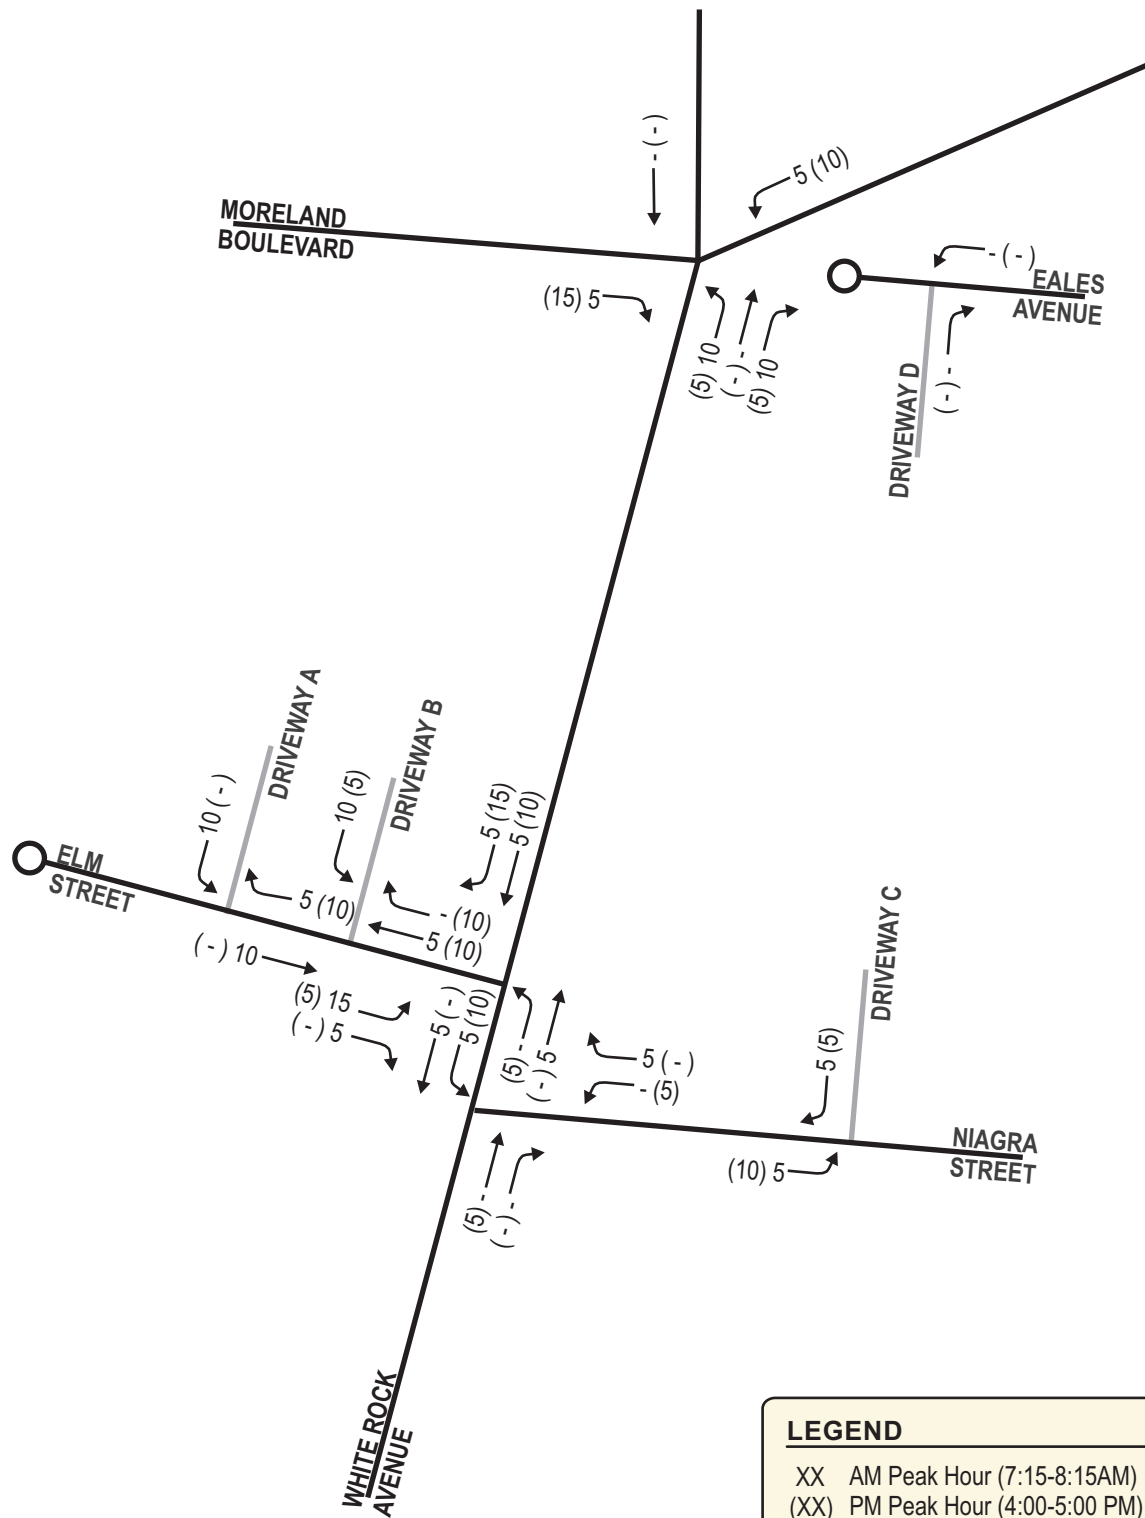 - ( - )
5 (10)
MORELAND
BOULEVARD
- ( - )
EALES
AVENUE
(15) 5
(5) 10
( - ) -
(5) 10
( - ) -
DRIVEWAY D
DRIVEWAY A
DRIVEWAY B
10 ( - )
10 (5)
5 (15)
5 (10)
ELM
STREET
5 (10)
- (10)
5 (10)
( - ) 10
(5) 15
( - ) 5
5 ( - )
5 (10)
(5) -
( - ) 5
5 ( - )
- (5)
DRIVEWAY C
5 (5)
NIAGRA
STREET
(10) 5
(5) -
( - ) -
WHITE ROCK
AVENUE
LEGEND
XX AM Peak Hour (7:15-8:15AM)
(XX) PM Peak Hour (4:00-5:00 PM)